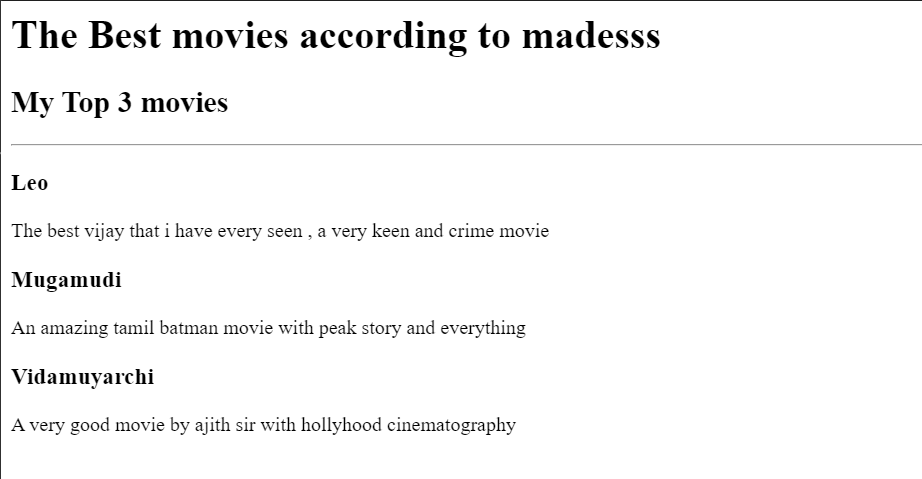 The Best movies according to madesss
My Top 3 movies
Leo
The best vijay that i have every seen , a very keen and crime movie
Mugamudi
An amazing tamil batman movie with peak story and everything
Vidamuyarchi
A very good movie by ajith sir with hollyhood cinematography